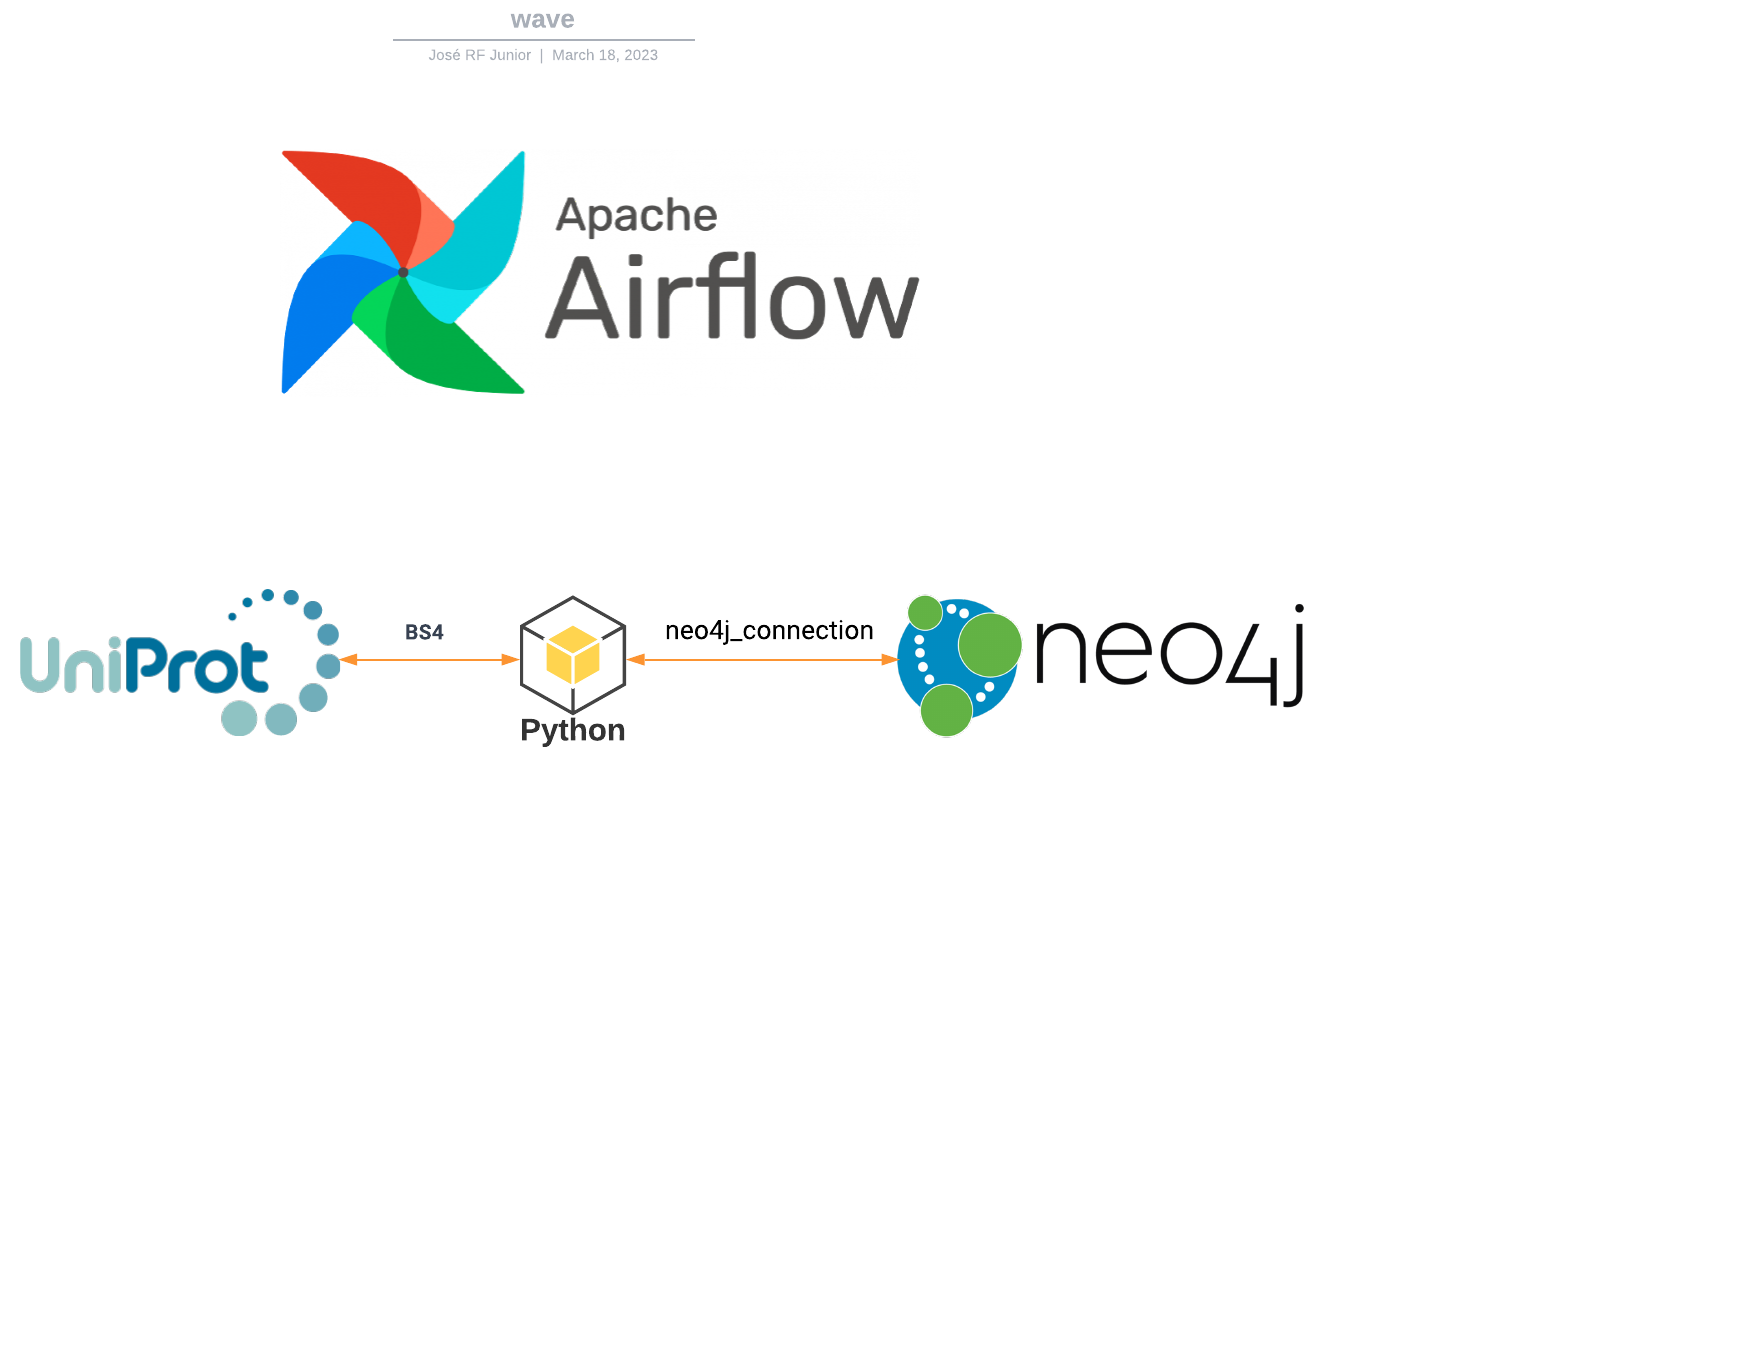 wave
José RF Junior | March 18, 2023
Apache
Airflow
UniProt
BS4
Python
neo4j_connection
neo4j